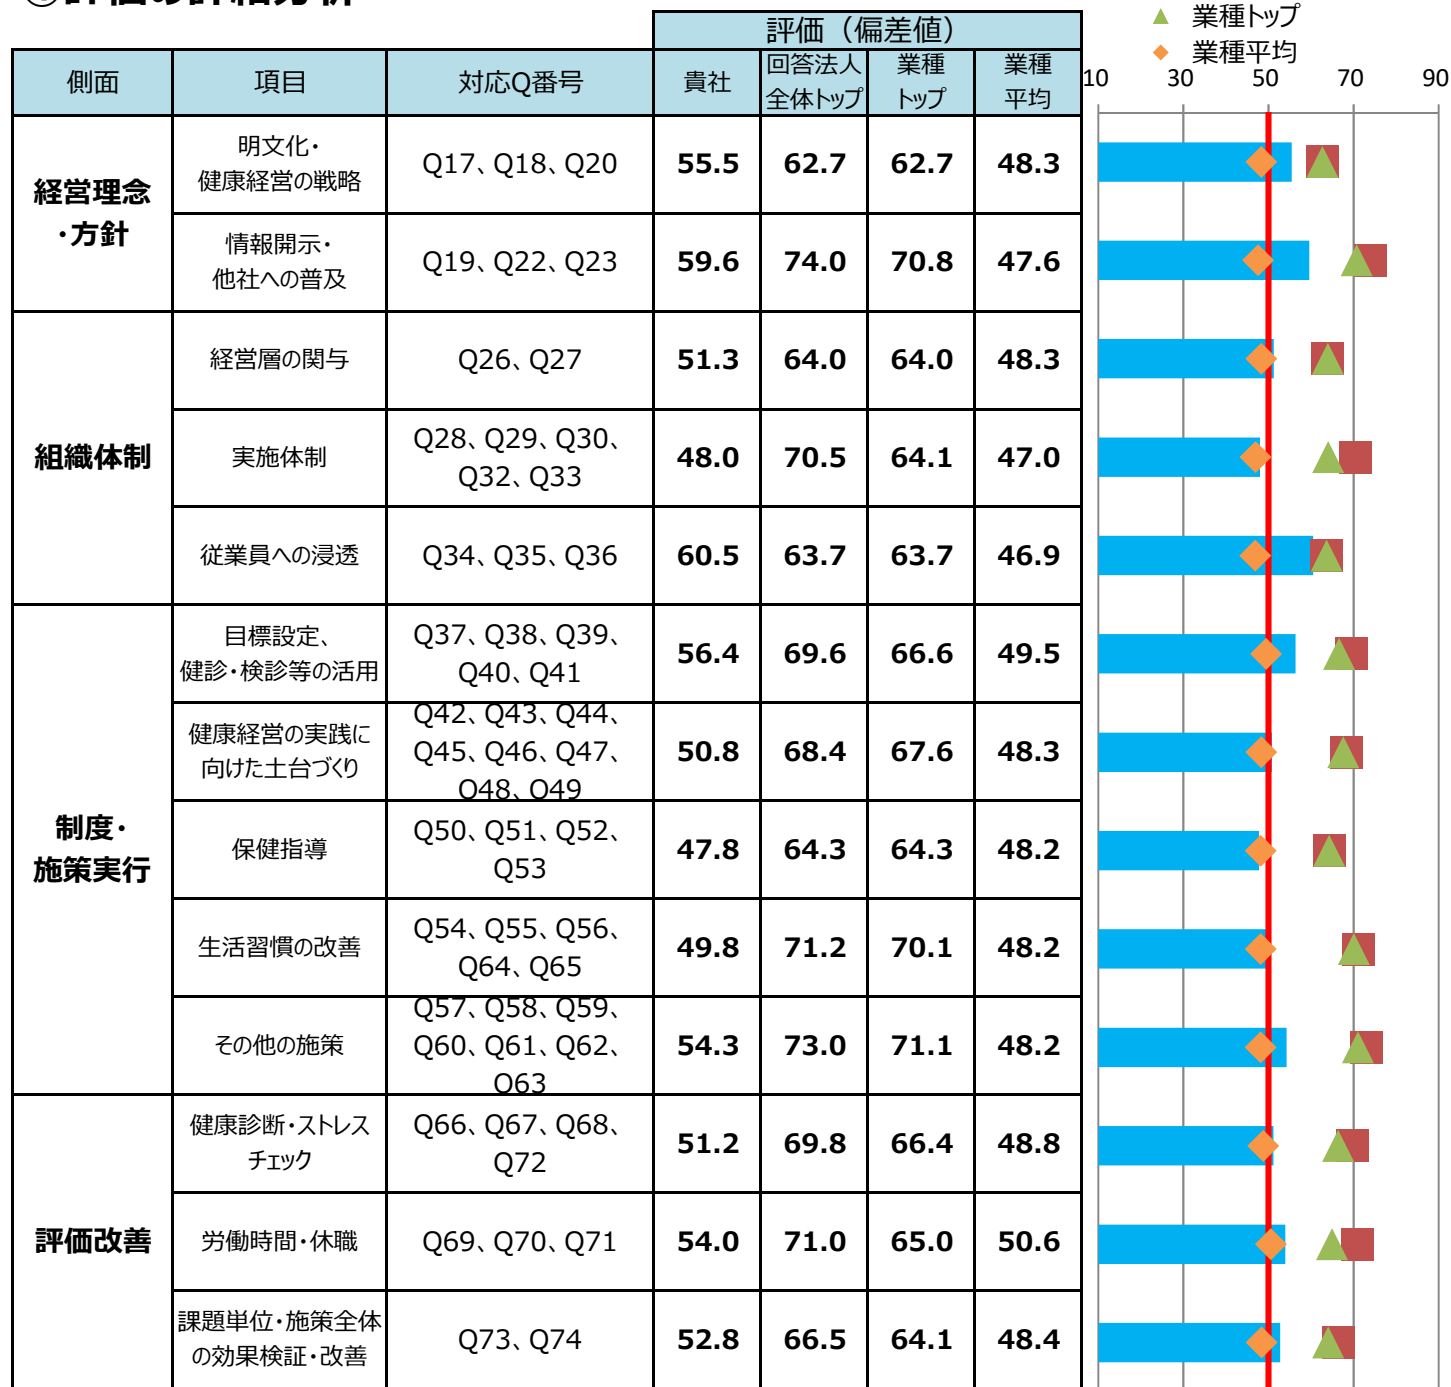 ①評価の詳細分析
▲ 業種トップ
◆ 業種平均
評価（偏差値）
側面 項目 対応Q番号 貴社 回答法人全体トップ 業種トップ 業種平均
10 30 50 70 90
経営理念・方針
明文化・健康経営の戦略 Q17、Q18、Q20 55.5 62.7 62.7 48.3
情報開示・他社への普及 Q19、Q22、Q23 59.6 74.0 70.8 47.6
組織体制
経営層の関与 Q26、Q27 51.3 64.0 64.0 48.3
実施体制 Q28、Q29、Q30、Q32、Q33 48.0 70.5 64.1 47.0
従業員への浸透 Q34、Q35、Q36 60.5 63.7 63.7 46.9
制度・施策実行
目標設定、健診・検診等の活用 Q37、Q38、Q39、Q40、Q41 56.4 69.6 66.6 49.5
健康経営の実践に向けた土台づくり Q42、Q43、Q44、Q45、Q46、Q47、Q48、Q49 50.8 68.4 67.6 48.3
保健指導 Q50、Q51、Q52、Q53 47.8 64.3 64.3 48.2
生活習慣の改善 Q54、Q55、Q56、Q64、Q65 49.8 71.2 70.1 48.2
その他の施策 Q57、Q58、Q59、Q60、Q61、Q62、Q63 54.3 73.0 71.1 48.2
評価改善
健康診断・ストレスチェック Q66、Q67、Q68、Q72 51.2 69.8 66.4 48.8
労働時間・休職 Q69、Q70、Q71 54.0 71.0 65.0 50.6
課題単位・施策全体の効果検証・改善 Q73、Q74 52.8 66.5 64.1 48.4